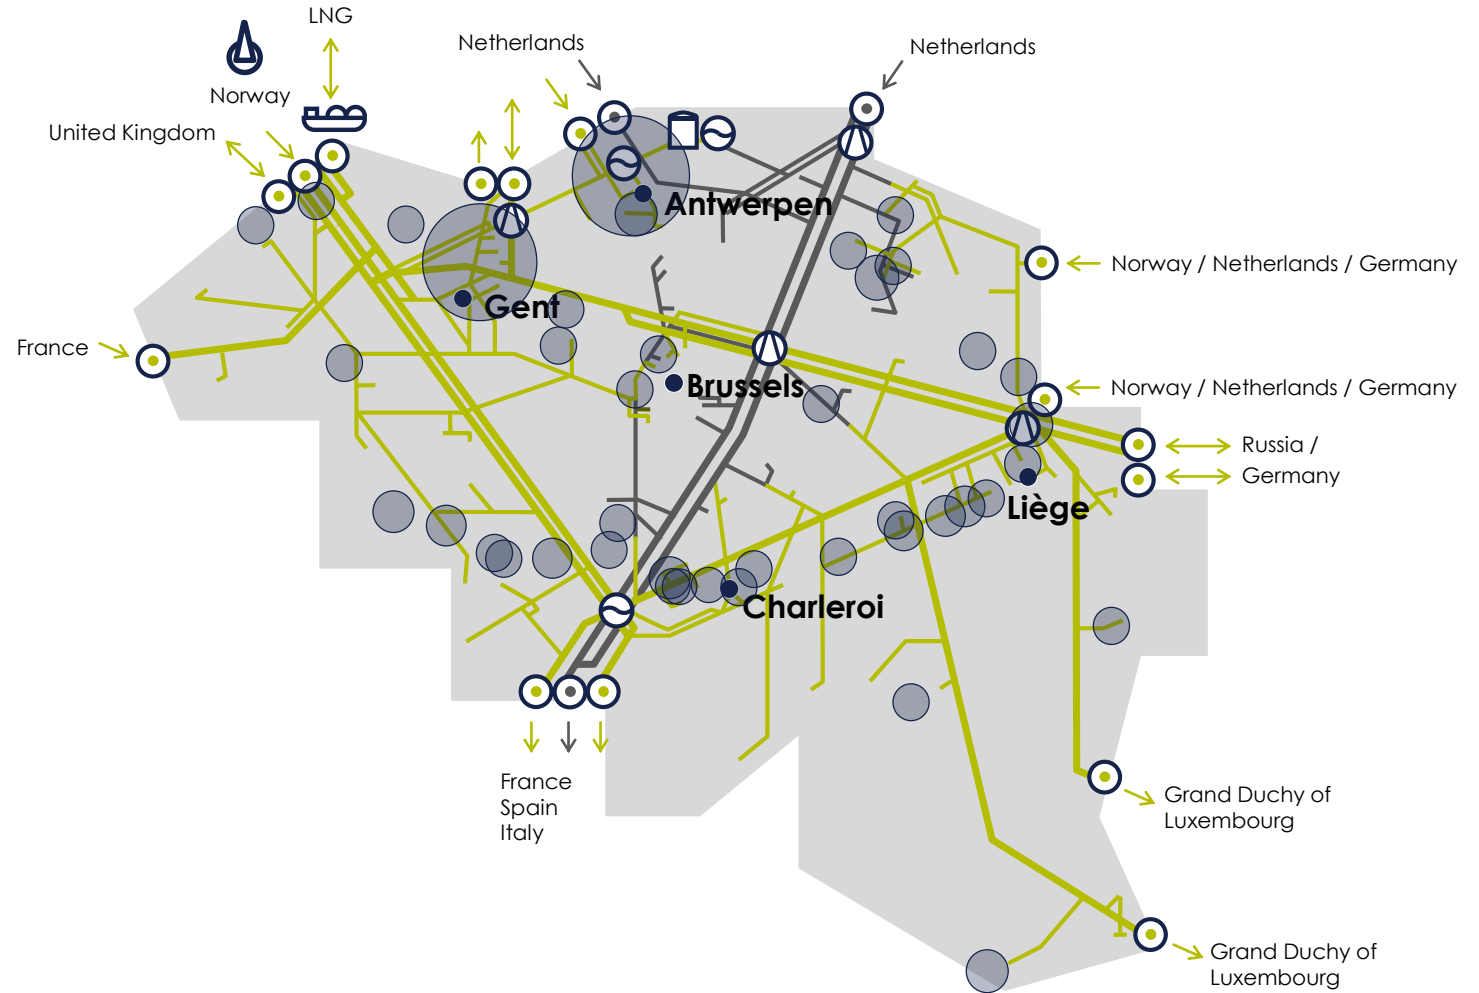 LNG
Netherlands
Netherlands
Norway
United Kingdom
Antwerpen
Norway / Netherlands / Germany
Gent
France
Brussels
Norway / Netherlands / Germany
Russia /
Germany
Liège
Charleroi
France
Spain
Italy
Grand Duchy of
Luxembourg
Grand Duchy of
Luxembourg